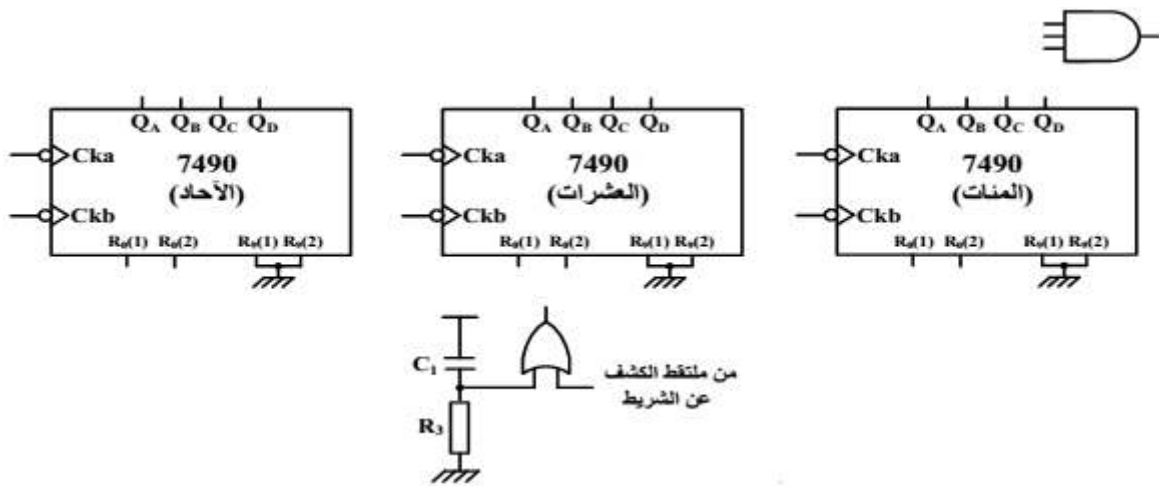 QA QB QC QD
Cka
7490
(الآحاد)
Ckb
R₀(1) R₀(2) R₉(1) R₉(2)
QA QB QC QD
Cka
7490
(العشرات)
Ckb
R₀(1) R₀(2) R₉(1) R₉(2)
QA QB QC QD
Cka
7490
(المئات)
Ckb
R₀(1) R₀(2) R₉(1) R₉(2)
C₁
R₃
من ملتقط الكشف
عن الشريط